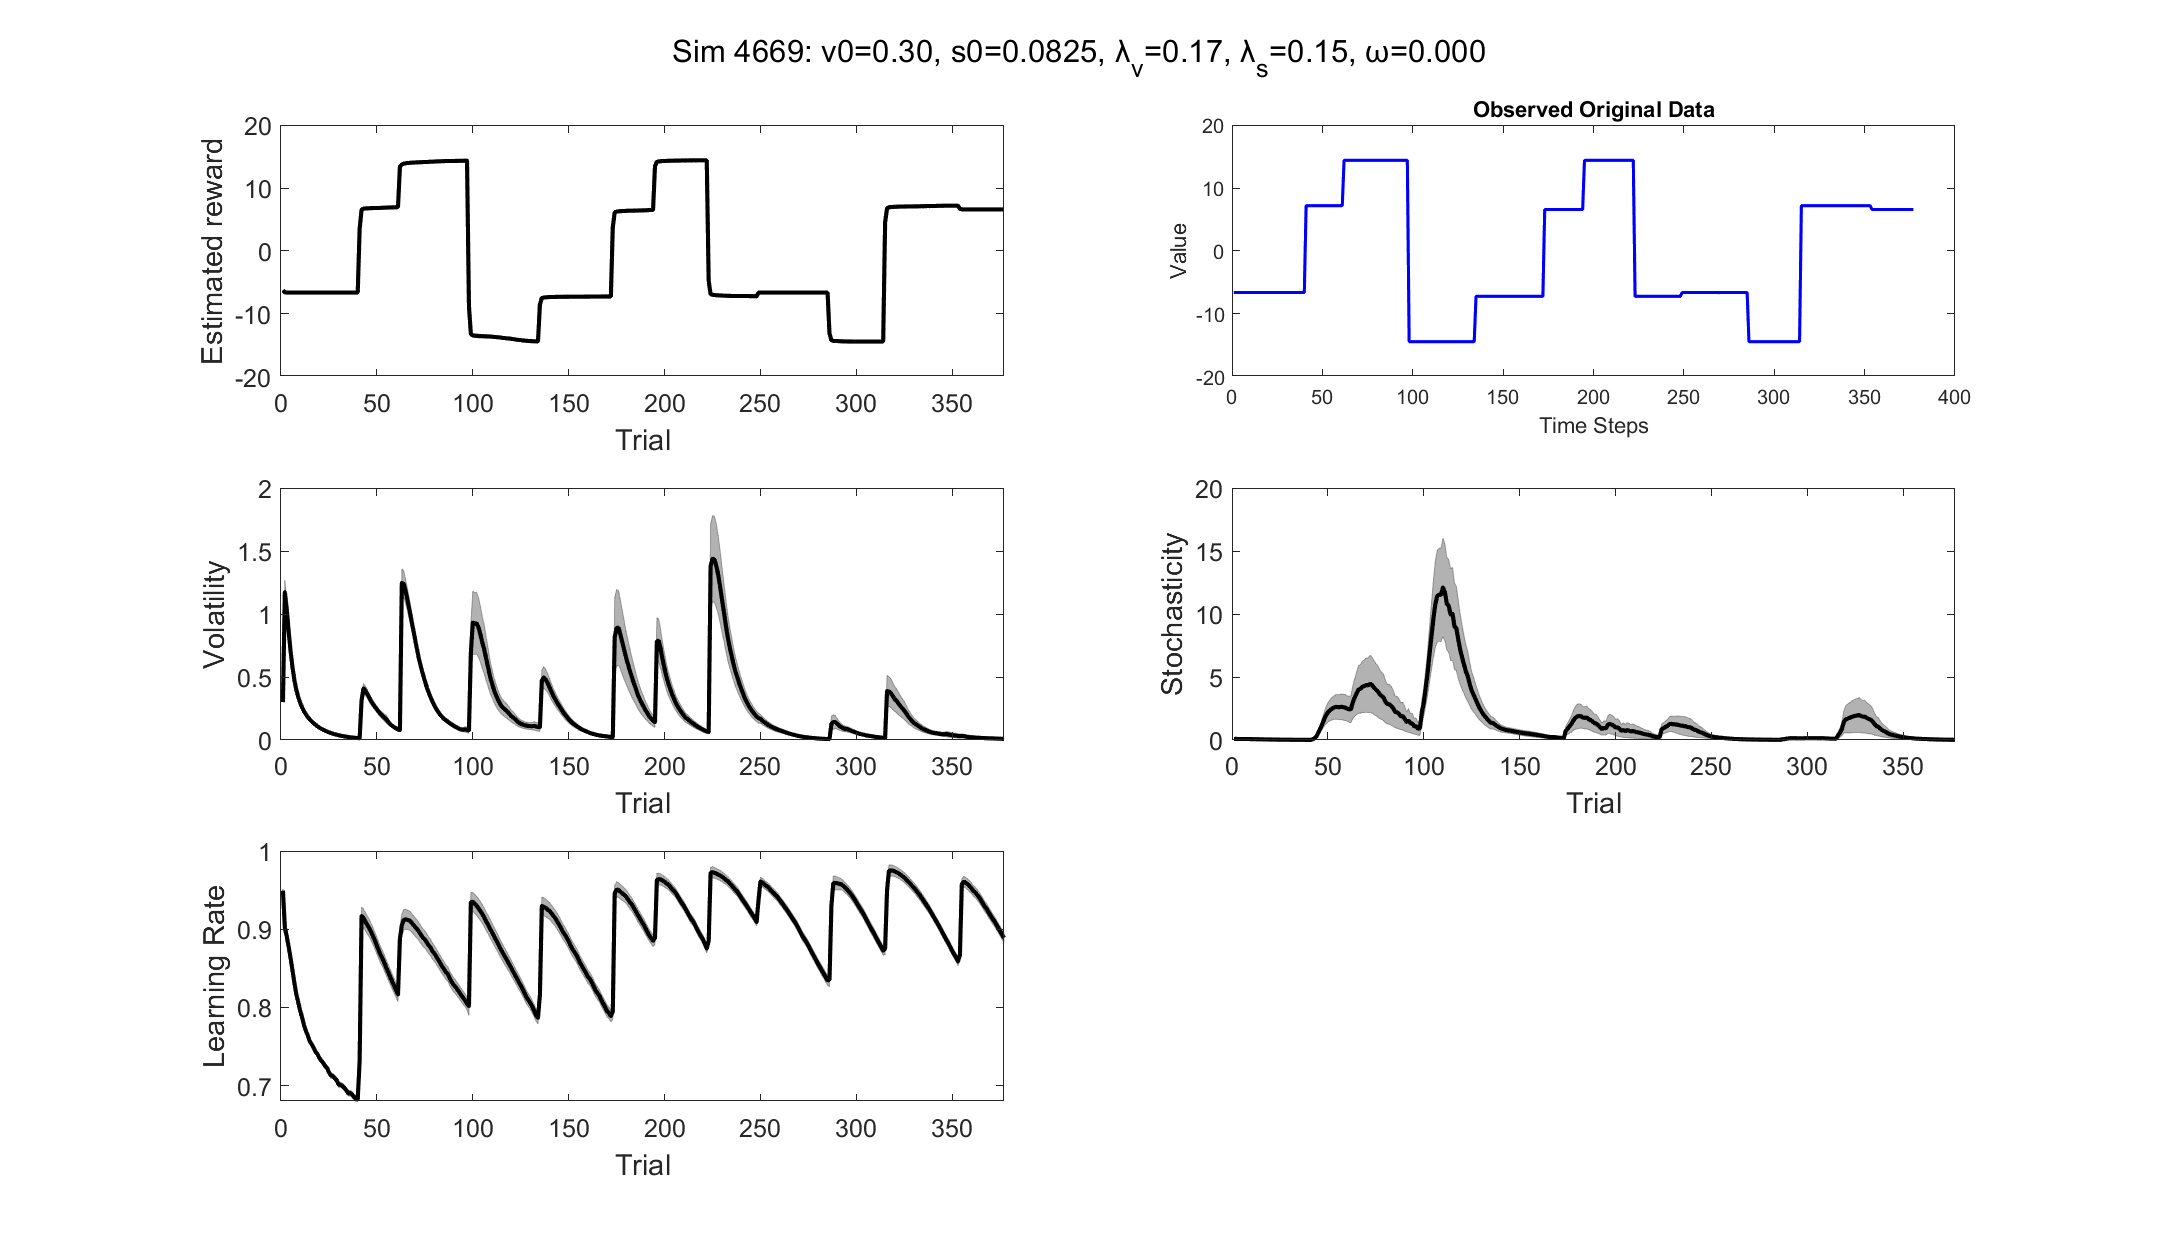 Sim 4669: v0=0.30, s0=0.0825, λ_v=0.17, λ_s=0.15, ω=0.000
Estimated reward
20
10
0
-10
-20
0 50 100 150 200 250 300 350
Trial
Observed Original Data
Value
20
10
0
-10
-20
0 50 100 150 200 250 300 350 400
Time Steps
Volatility
2
1.5
1
0.5
0
0 50 100 150 200 250 300 350
Trial
Stochasticity
20
15
10
5
0
0 50 100 150 200 250 300 350
Trial
Learning Rate
1
0.9
0.8
0.7
0 50 100 150 200 250 300 350
Trial